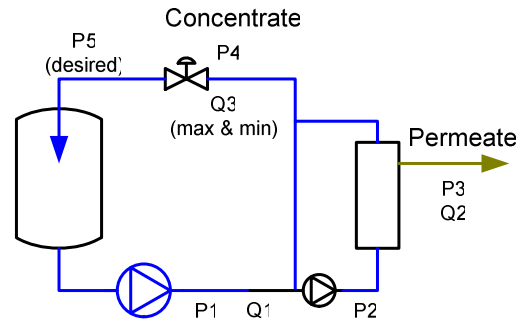 Concentrate
P5
(desired)
P4
Q3
(max & min)
Permeate
P3
Q2
P1
Q1
P2